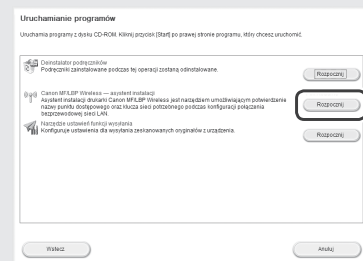 Uruchamianie programów
Uruchamia programy z dysku CD-ROM. Kliknij przycisk [Start] po prawej stronie programu, który chcesz uruchomić.
Deinstalator podręczników
Podręczniki zainstalowane podczas tej operacji zostaną odinstalowane.
Rozpocznij
Canon MF/LBP Wireless — asystent instalacji
Asystent instalacji drukarki Canon MF/LBP Wireless jest narzędziem umożliwiającym potwierdzenie
nazwy punktu dostępowego oraz klucza sieci potrzebnego podczas konfiguracji połączenia
bezprzewodowej sieci LAN.
Rozpocznij
Narzędzie ustawień funkcji wysyłania
Konfiguruje ustawienia dla wysyłania zeskanowanych oryginałów z urządzenia.
Rozpocznij
Wstecz
Anuluj